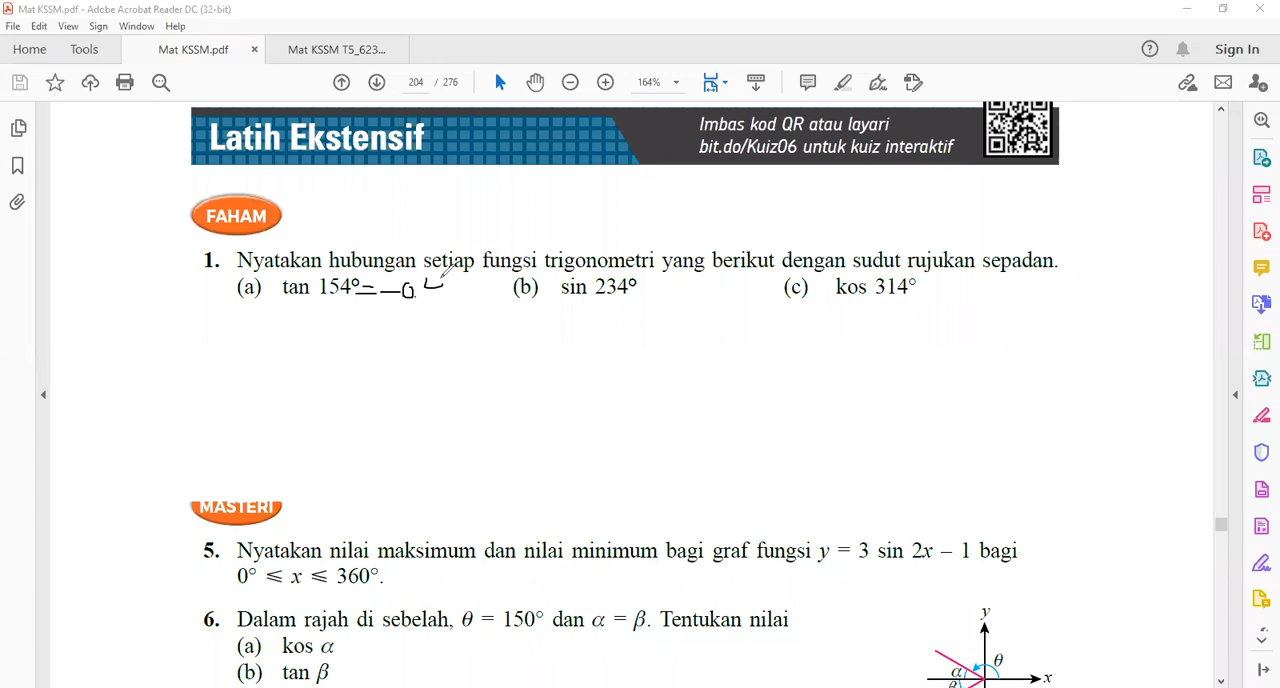 Mat KSSM.pdf - Adobe Acrobat Reader DC (32-bit)
File Edit View Sign Window Help
Home Tools Mat KSSM.pdf × Mat KSSM T5_623... ? Sign In
204 / 276 164%
Latih Ekstensif
Imbas kod QR atau layari
bit.do/Kuiz06 untuk kuiz interaktif
FAHAM
1. Nyatakan hubungan setiap fungsi trigonometri yang berikut dengan sudut rujukan sepadan.
(a) tan 154° = -0. (b) sin 234° (c) kos 314°
MASTERI
5. Nyatakan nilai maksimum dan nilai minimum bagi graf fungsi y = 3 sin 2x – 1 bagi
0° ⩽ x ⩽ 360°.
6. Dalam rajah di sebelah, θ = 150° dan α = β. Tentukan nilai
(a) kos α
(b) tan β
y
θ
α
x
β